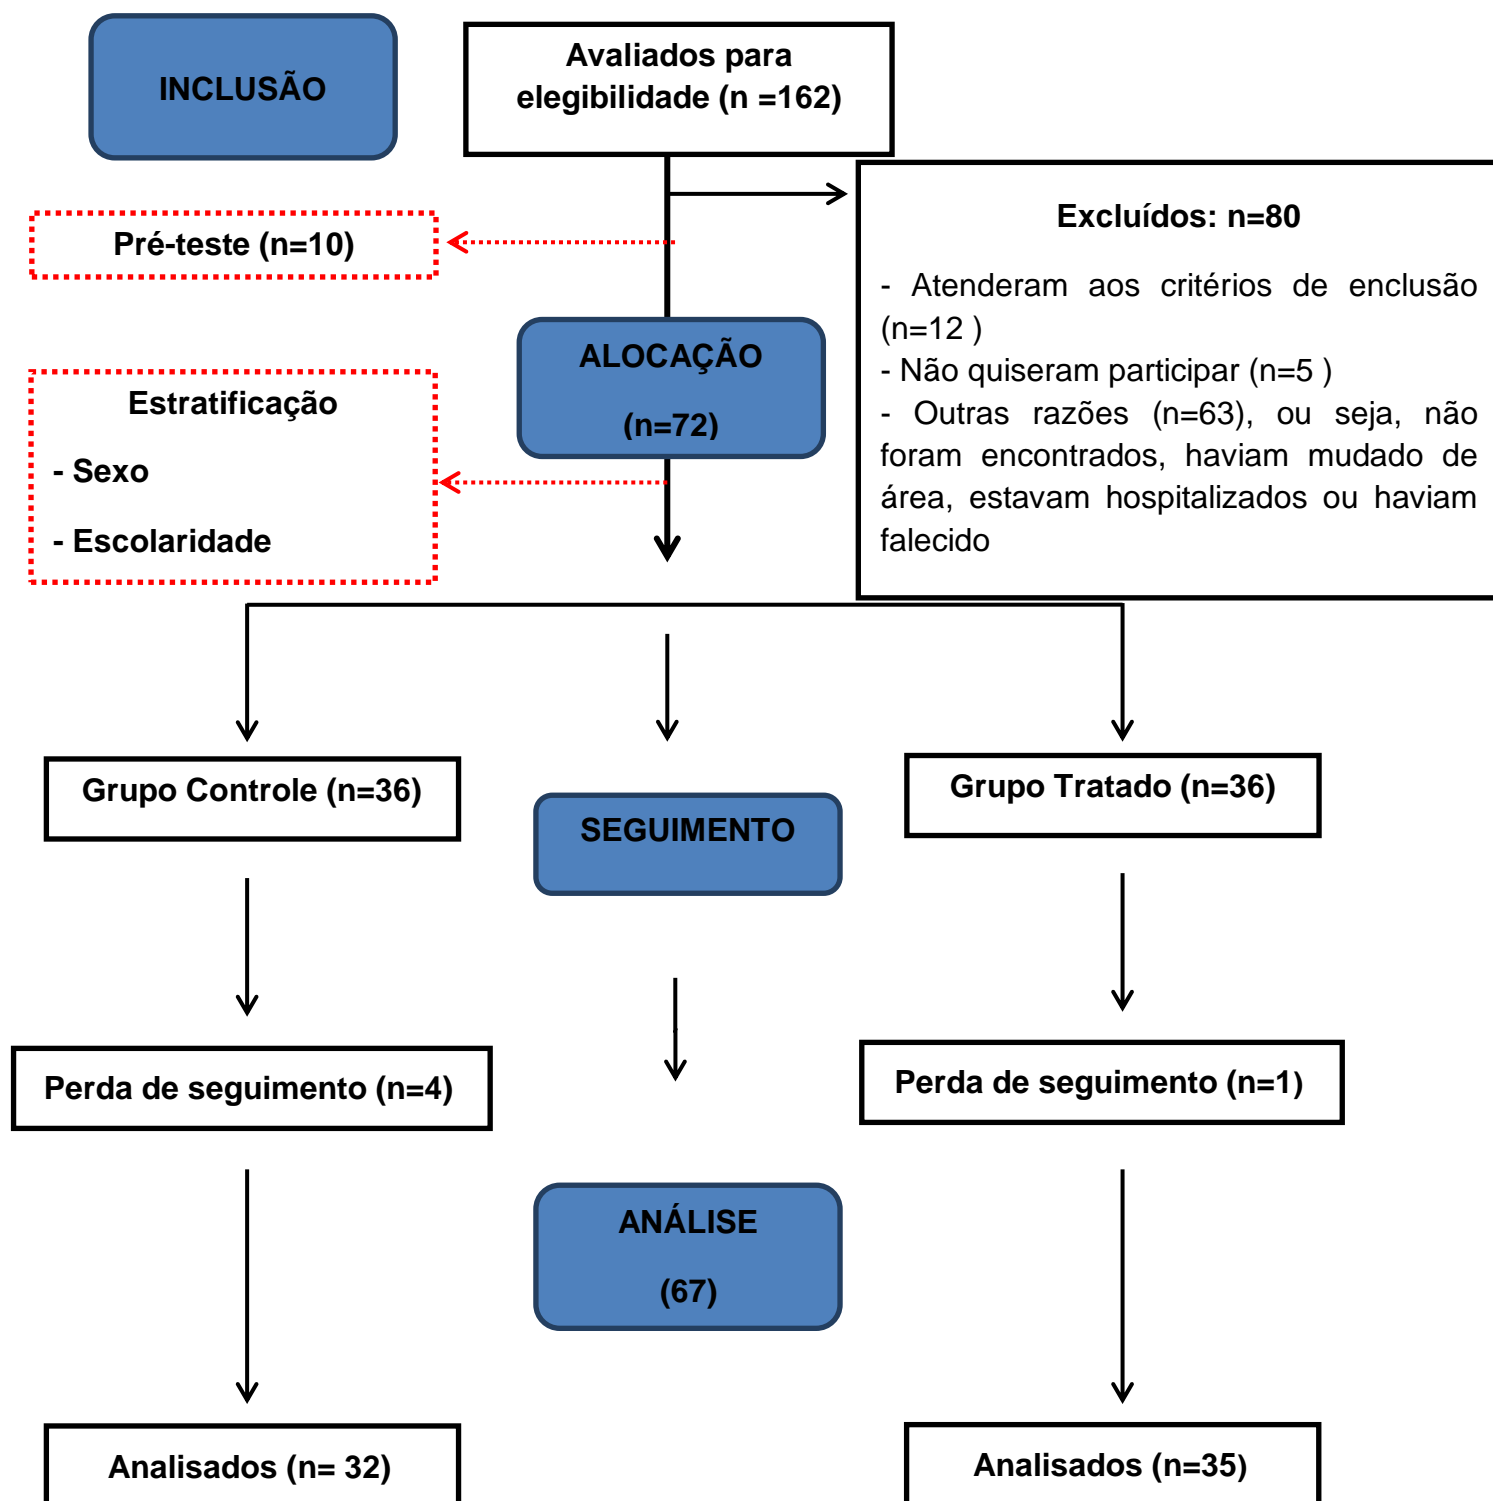 INCLUSÃO
Avaliados para
elegibilidade (n =162)
Pré-teste (n=10)
Excluídos: n=80
- Atenderam aos critérios de enclusão
(n=12 )
- Não quiseram participar (n=5 )
- Outras razões (n=63), ou seja, não
foram encontrados, haviam mudado de
área, estavam hospitalizados ou haviam
falecido
ALOCAÇÃO
(n=72)
Estratificação
- Sexo
- Escolaridade
Grupo Controle (n=36)
SEGUIMENTO
Grupo Tratado (n=36)
Perda de seguimento (n=4)
Perda de seguimento (n=1)
ANÁLISE
(67)
Analisados (n= 32)
Analisados (n=35)